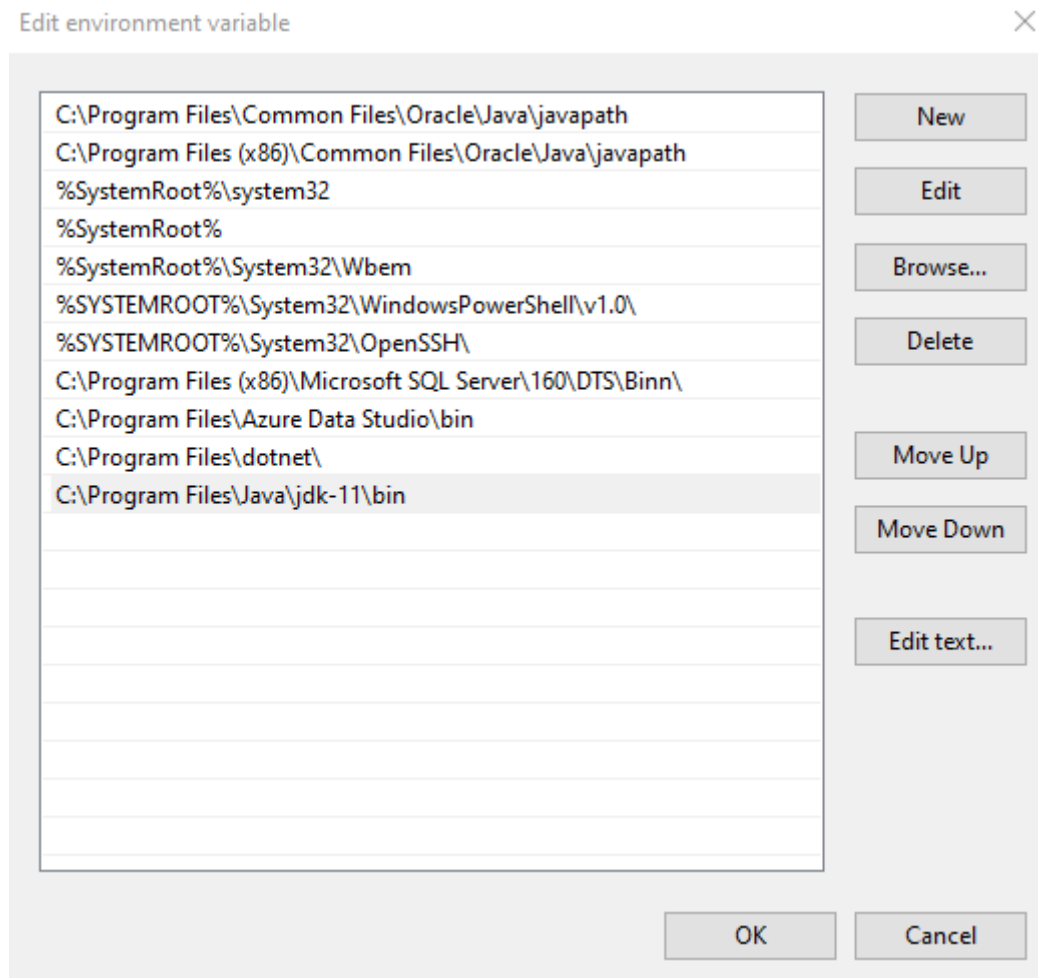 Edit environment variable
C:\Program Files\Common Files\Oracle\Java\javapath
C:\Program Files (x86)\Common Files\Oracle\Java\javapath
%SystemRoot%\system32
%SystemRoot%
%SystemRoot%\System32\Wbem
%SYSTEMROOT%\System32\WindowsPowerShell\v1.0\
%SYSTEMROOT%\System32\OpenSSH\
C:\Program Files (x86)\Microsoft SQL Server\160\DTS\Binn\
C:\Program Files\Azure Data Studio\bin
C:\Program Files\dotnet\
C:\Program Files\Java\jdk-11\bin
New
Edit
Browse...
Delete
Move Up
Move Down
Edit text...
OK
Cancel